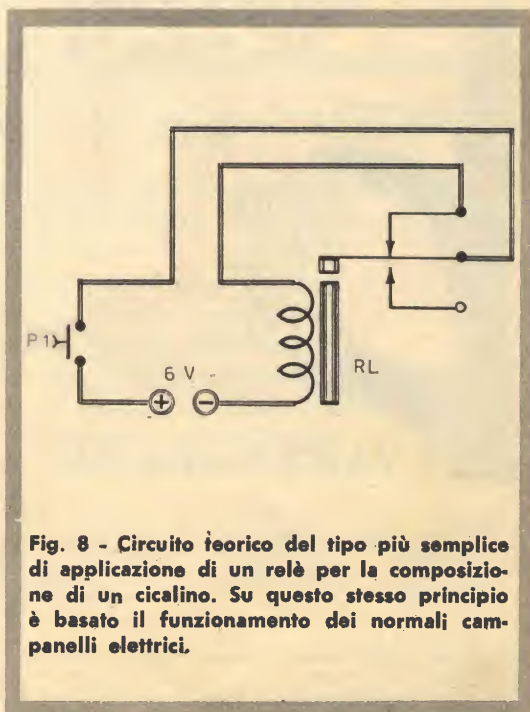 P1
6 V
+
−
RL
Fig. 8 - Circuito teorico del tipo più semplice
di applicazione di un relè per la composizio-
ne di un cicalino. Su questo stesso principio
è basato il funzionamento dei normali cam-
panelli elettrici.